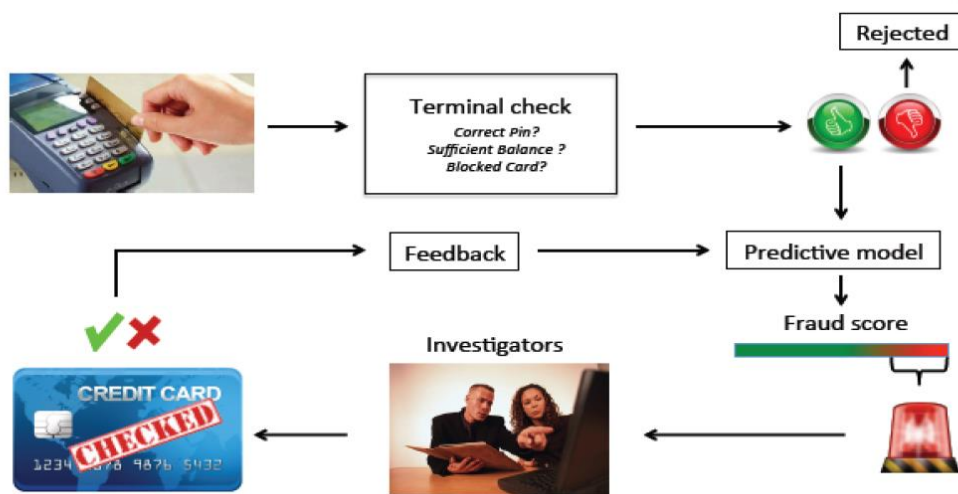 Rejected
Terminal check
Correct Pin?
Sufficient Balance ?
Blocked Card?
Feedback
Predictive model
Fraud score
Investigators
CREDIT CARD
CHECKED
9876 5432